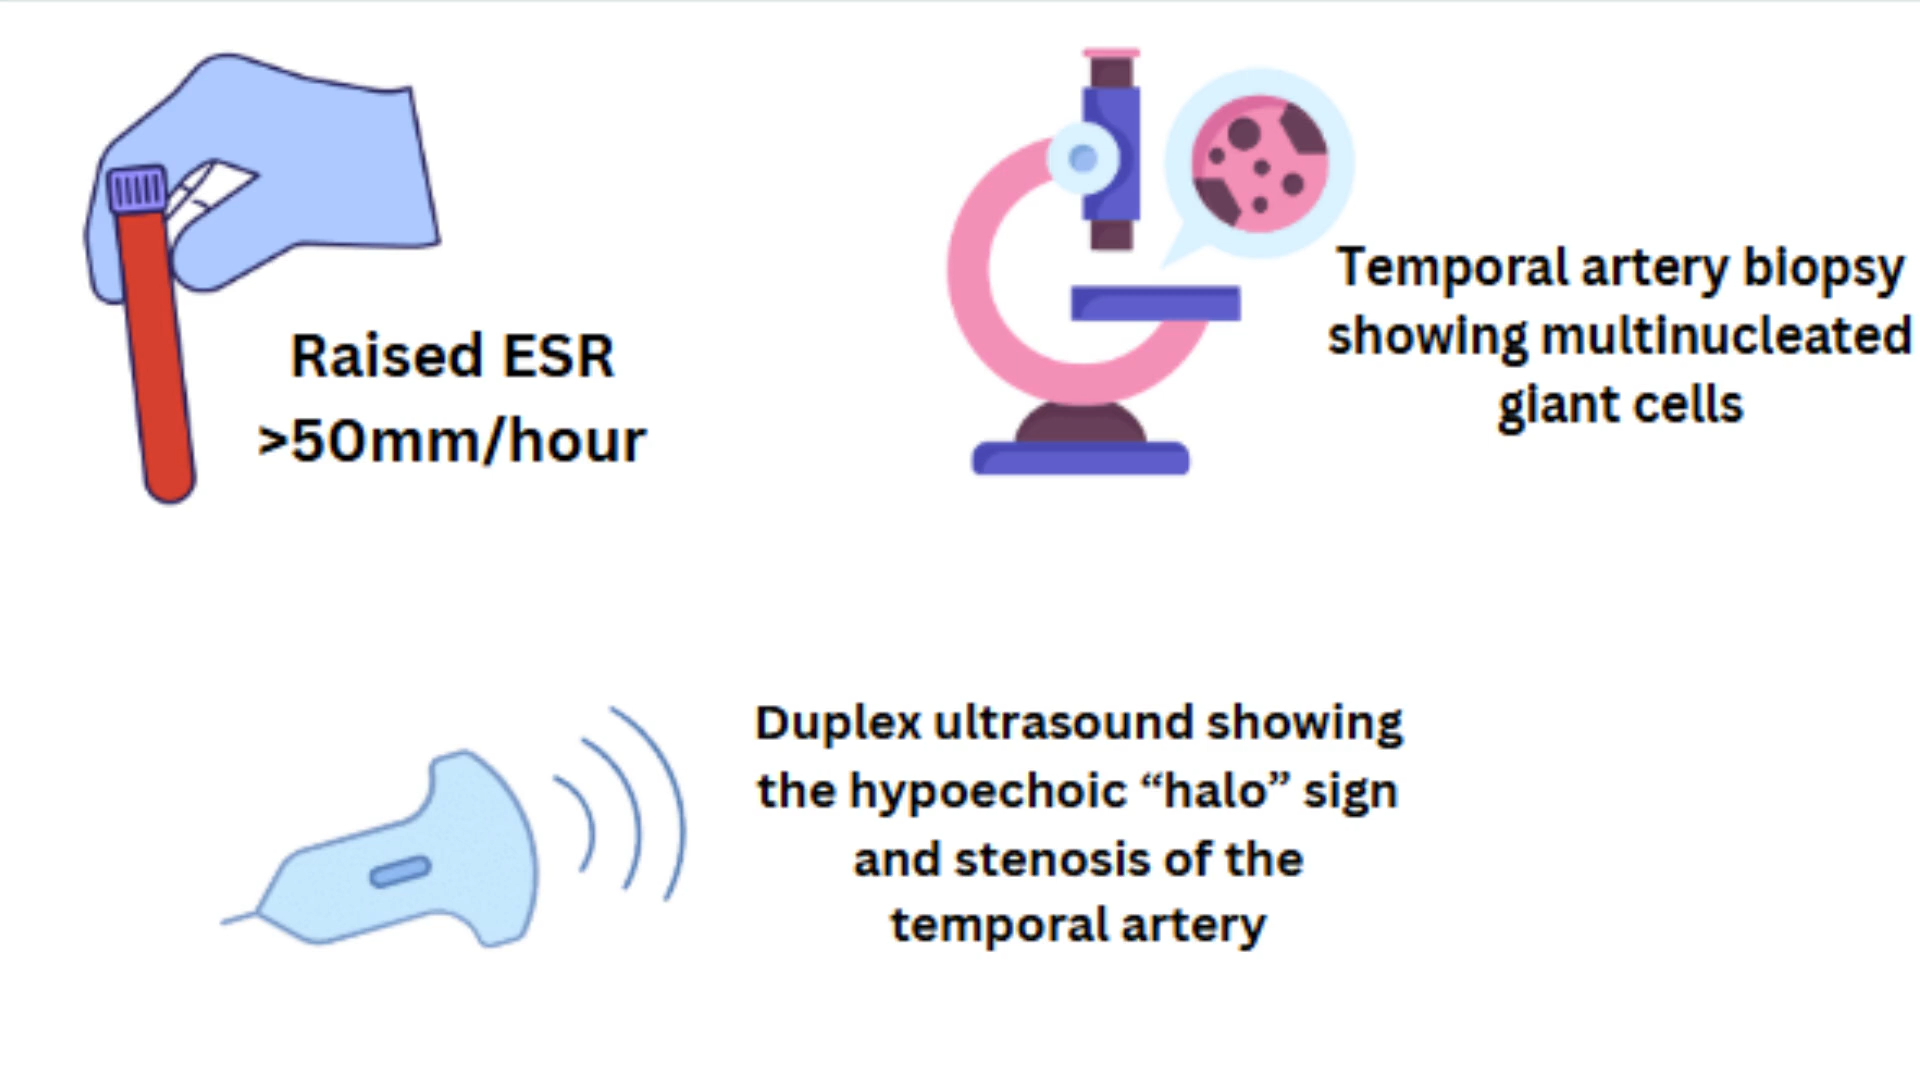 Raised ESR
>50mm/hour
Temporal artery biopsy
showing multinucleated
giant cells
Duplex ultrasound showing
the hypoechoic “halo” sign
and stenosis of the
temporal artery